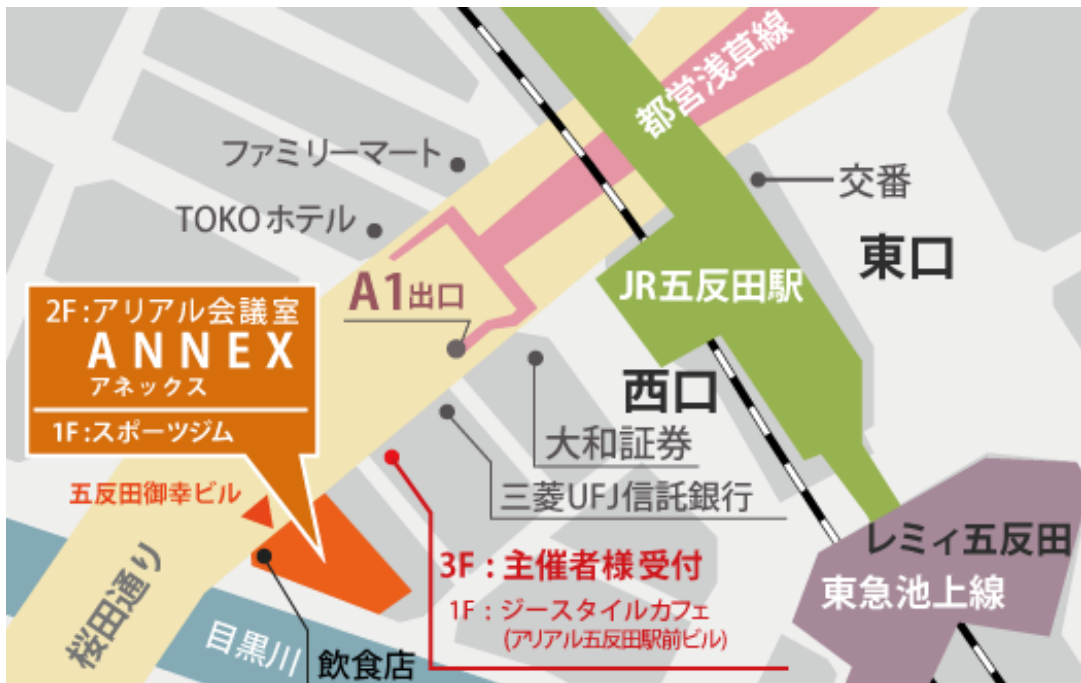 都営浅草線
ファミリーマート
交番
TOKOホテル
東口
A1出口
JR五反田駅
2F:アリアル会議室
ANNEX
アネックス
1F:スポーツジム
西口
大和証券
三菱UFJ信託銀行
五反田御幸ビル
レミィ五反田
東急池上線
3F:主催者様受付
1F:ジースタイルカフェ
(アリアル五反田駅前ビル)
桜田通り
目黒川
飲食店